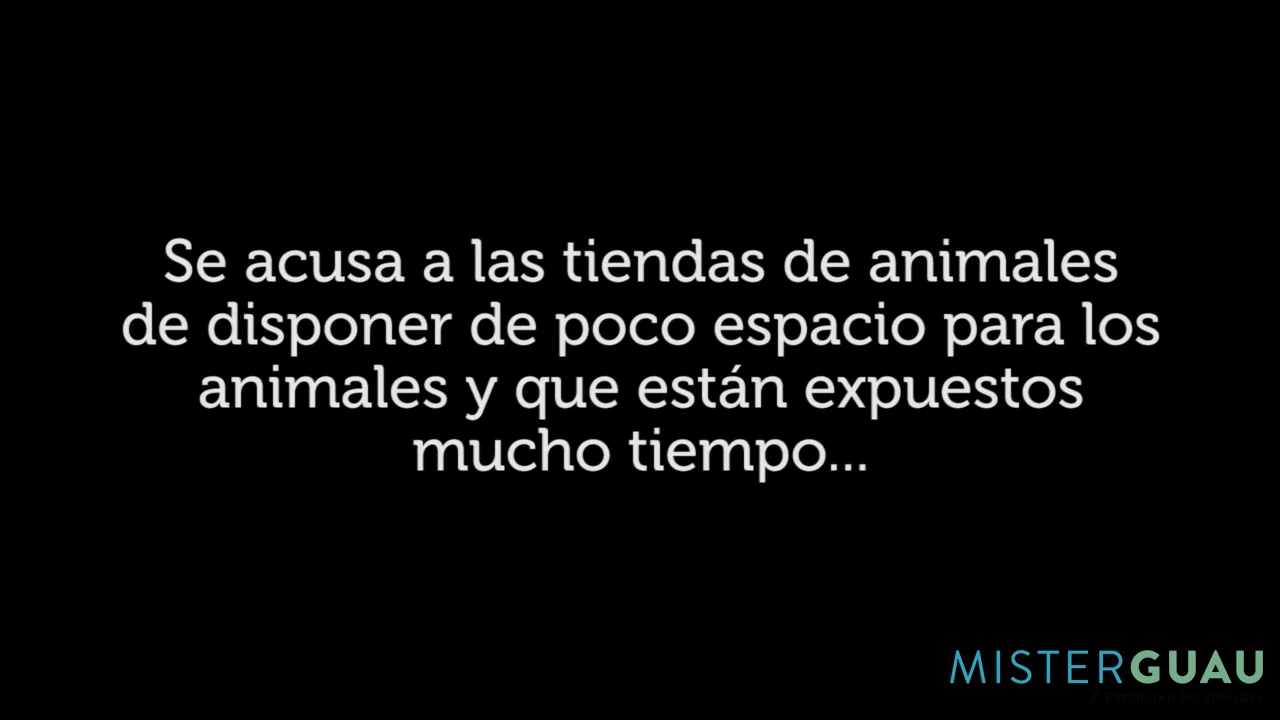 Se acusa a las tiendas de animales
de disponer de poco espacio para los
animales y que están expuestos
mucho tiempo...
MISTERGUAU